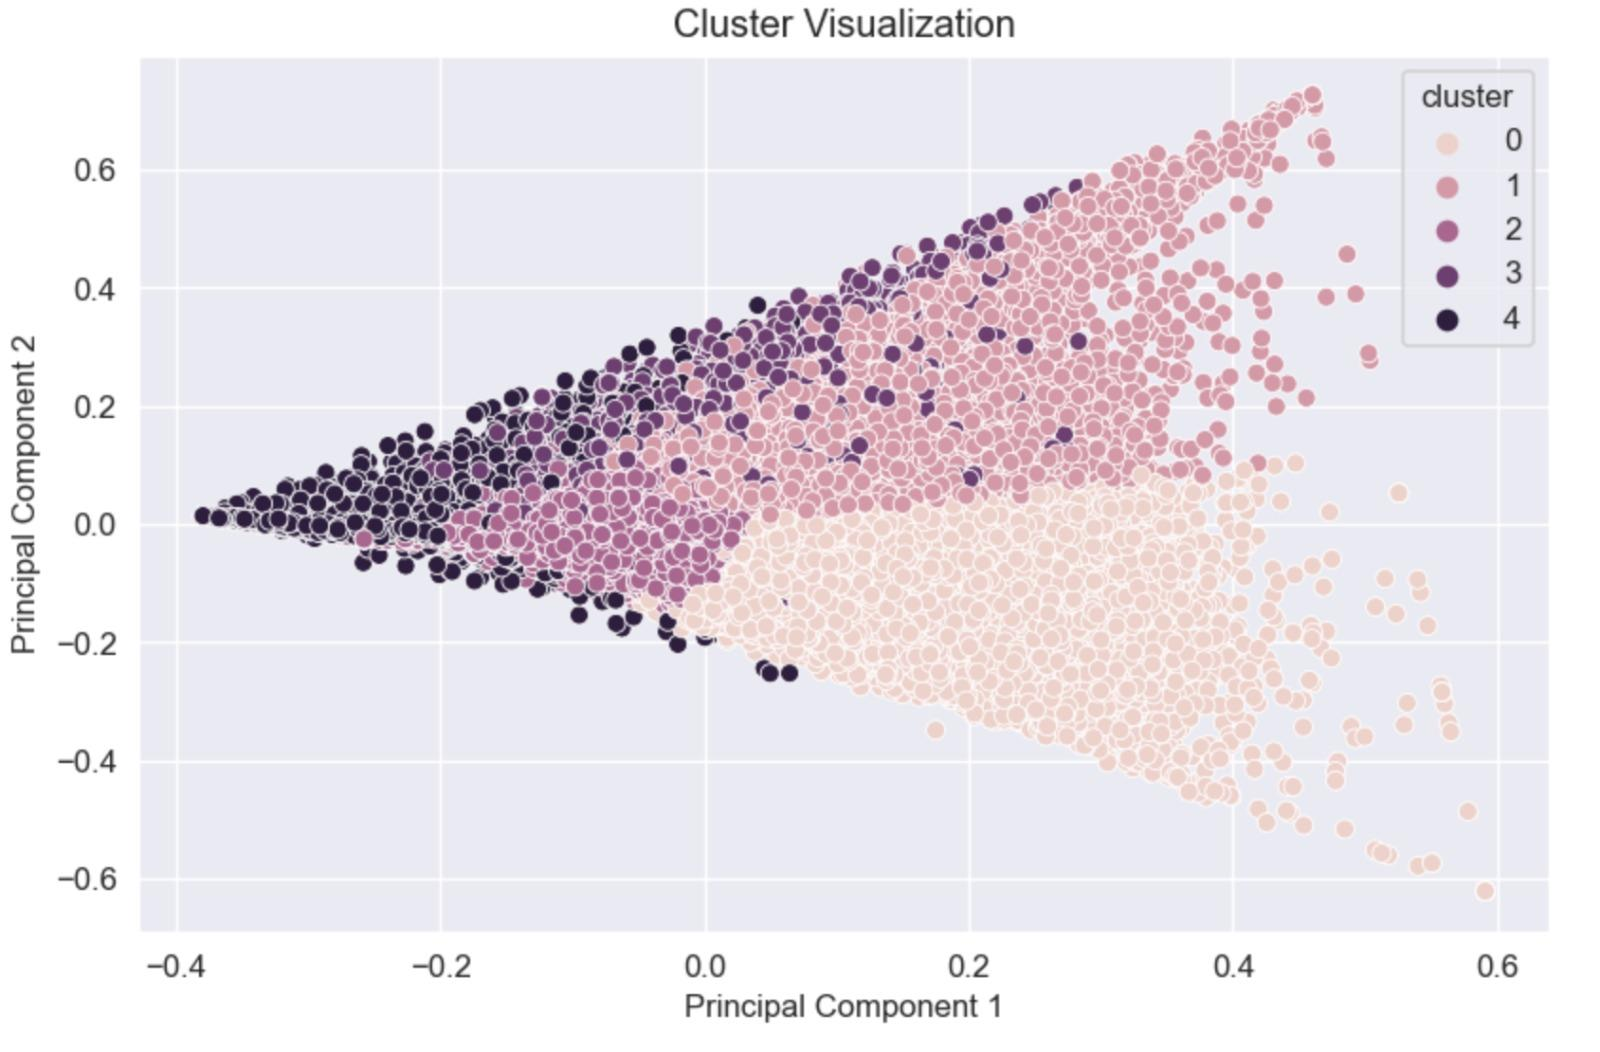 Cluster Visualization
cluster
0
1
2
3
4
0.6
0.4
0.2
0.0
−0.2
−0.4
−0.6
Principal Component 2
−0.4 −0.2 0.0 0.2 0.4 0.6
Principal Component 1